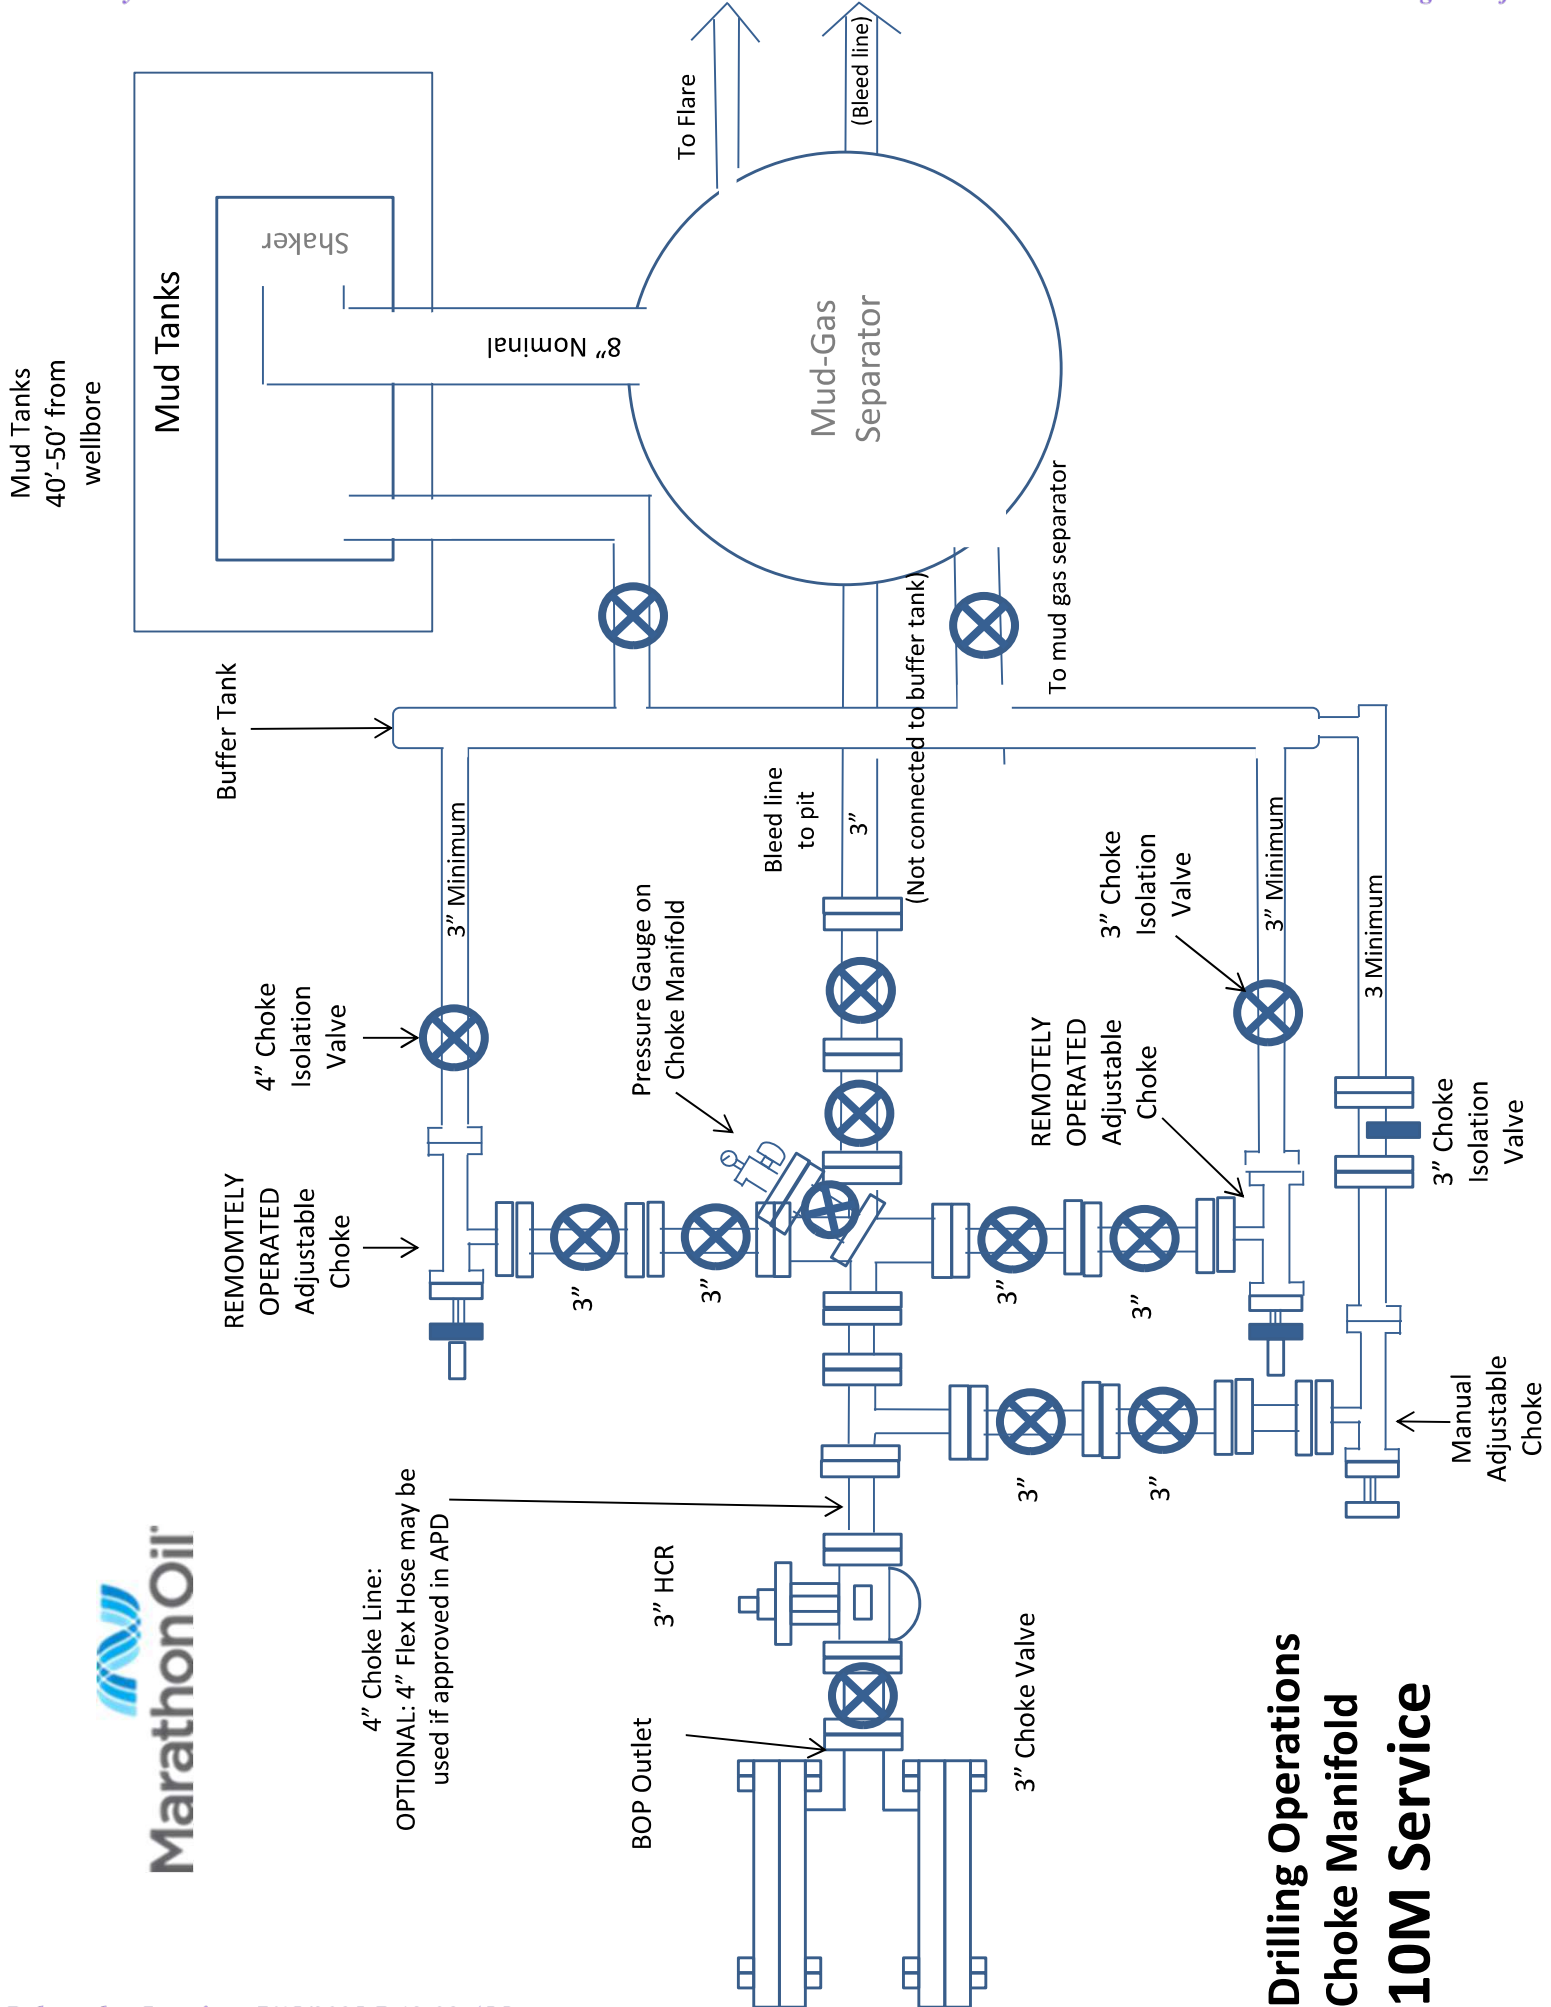 MarathonOil
Drilling Operations
Choke Manifold
10M Service
Mud Tanks
40’-50’ from
wellbore
Mud Tanks
Shaker
8” Nominal
To Flare
(Bleed line)
Mud-Gas
Separator
To mud gas separator
Buffer Tank
(Not connected to buffer tank)
Bleed line
to pit
3”
3” Minimum
3” Minimum
3 Minimum
4” Choke
Isolation
Valve
Pressure Gauge on
Choke Manifold
3” Choke
Isolation
Valve
REMOTELY
OPERATED
Adjustable
Choke
3” Choke
Isolation
Valve
REMOMTELY
OPERATED
Adjustable
Choke
3”
3”
3”
3”
3”
3”
Manual
Adjustable
Choke
4” Choke Line:
OPTIONAL: 4” Flex Hose may be
used if approved in APD
3” HCR
BOP Outlet
3” Choke Valve